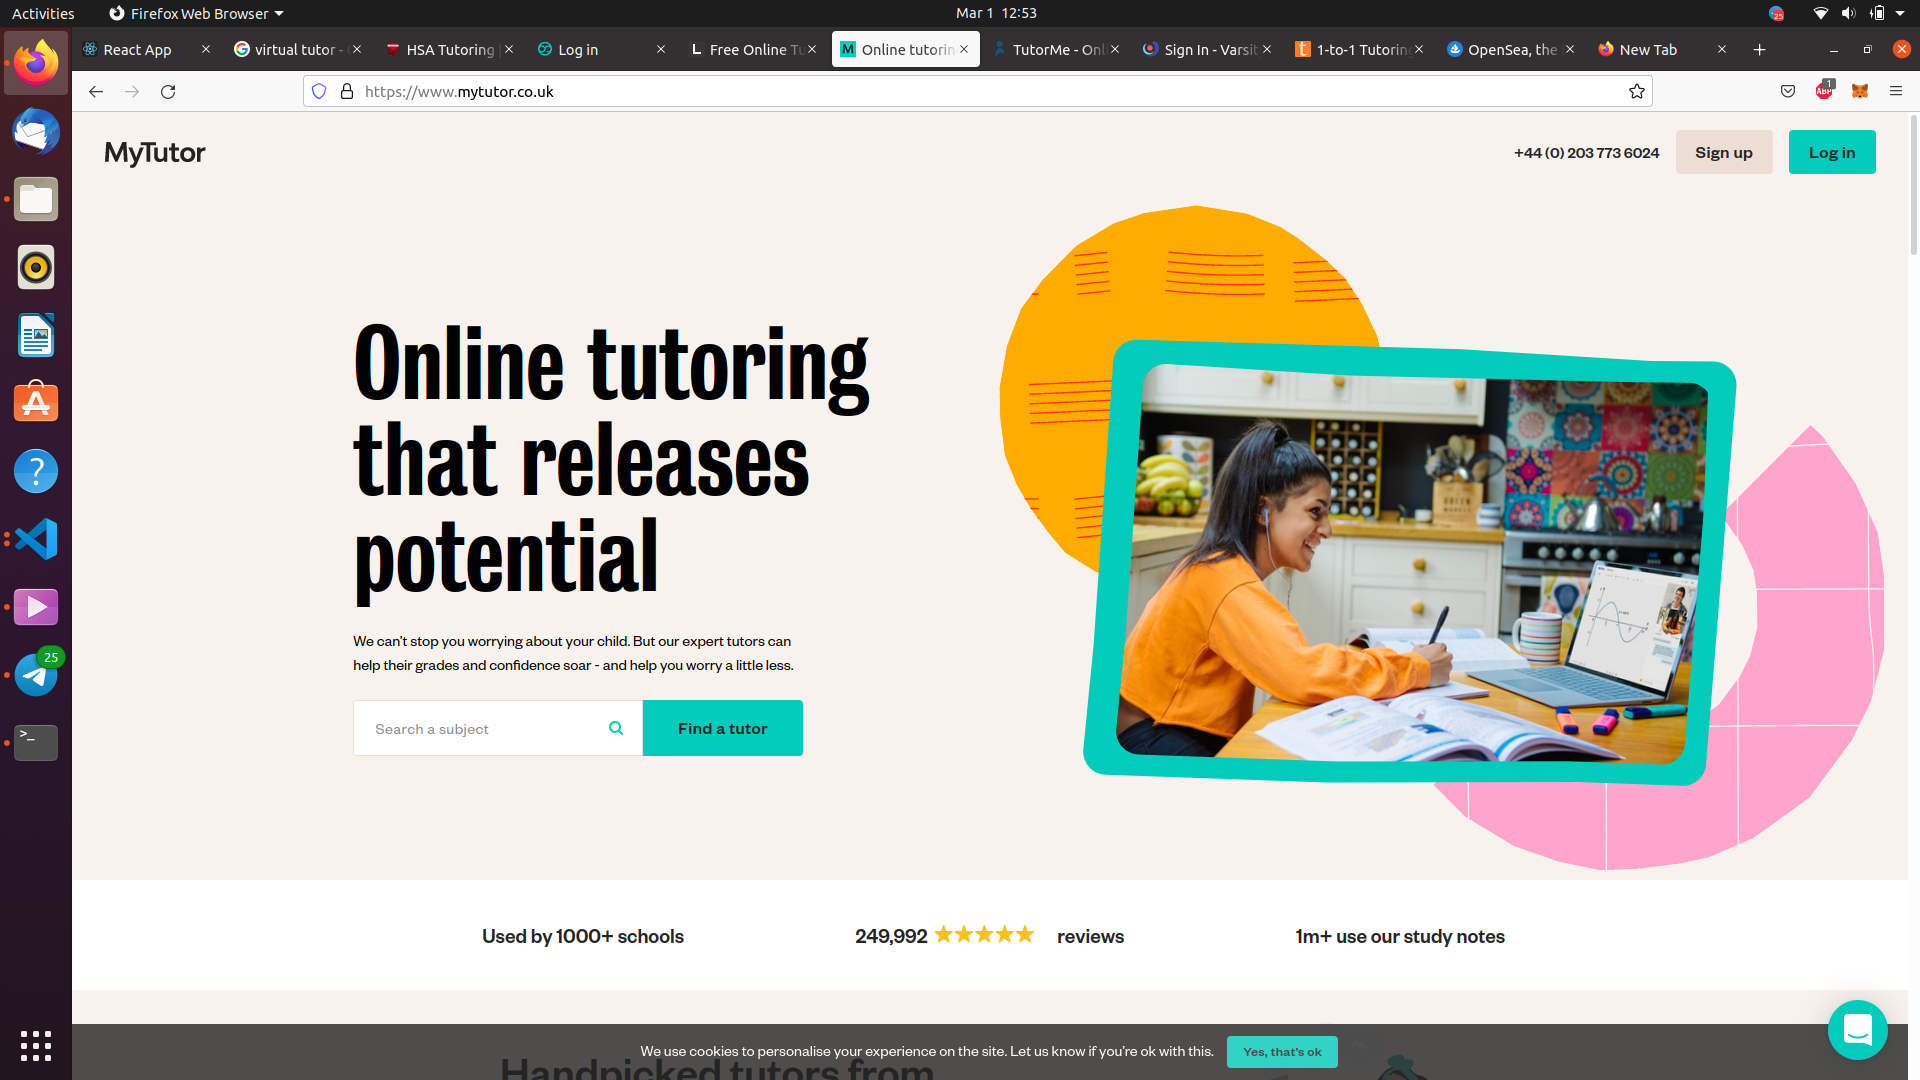 Activities
Firefox Web Browser
Mar 1 12:53
25
React App
virtual tutor -
HSA Tutoring
Log in
Free Online Tu
Online tutorin
TutorMe - Onl
Sign In - Varsit
1-to-1 Tutoring
OpenSea, the
New Tab
https://www.mytutor.co.uk
ABP
1
MyTutor
+44 (0) 203 773 6024
Sign up
Log in
Online tutoring
that releases
potential
We can't stop you worrying about your child. But our expert tutors can
help their grades and confidence soar - and help you worry a little less.
Search a subject
Find a tutor
25
Used by 1000+ schools
249,992
reviews
1m+ use our study notes
We use cookies to personalise your experience on the site. Let us know if you're ok with this.
Yes, that's ok
Handpicked tutors from